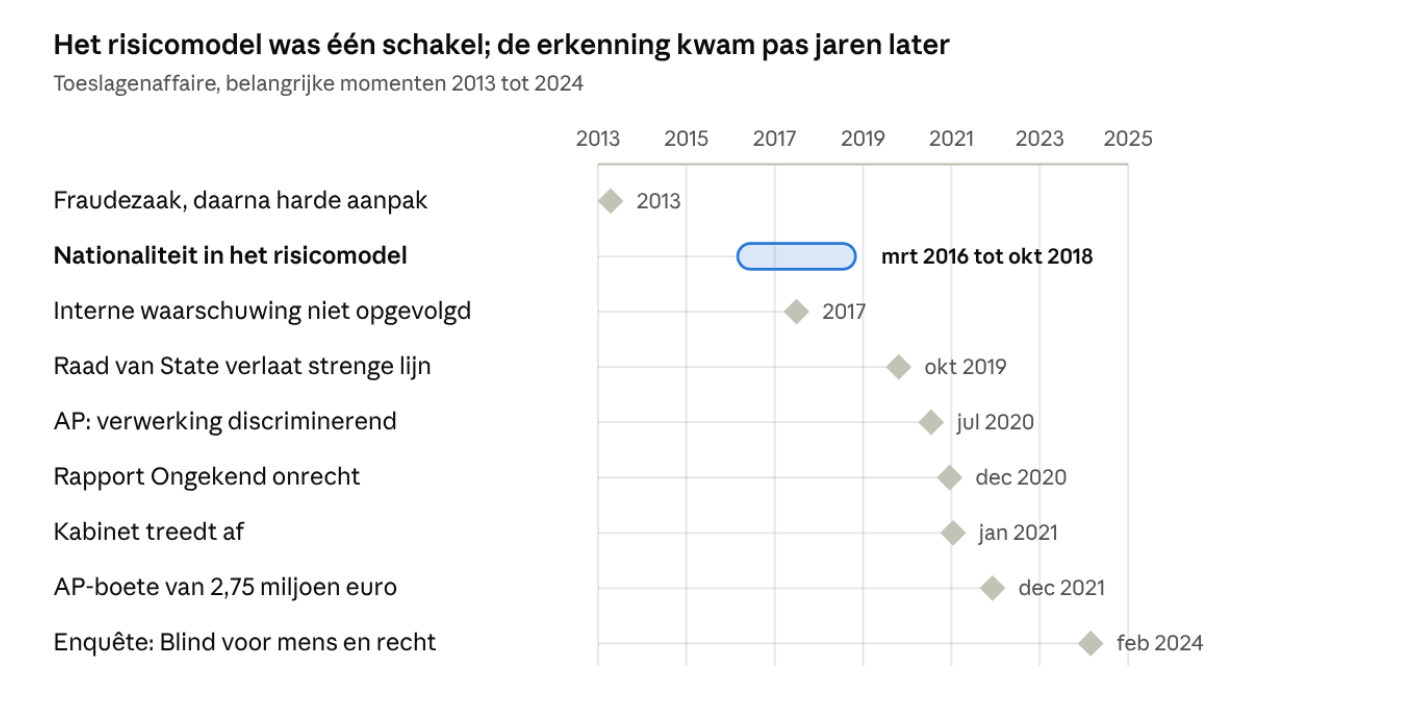 Het risicomodel was één schakel; de erkenning kwam pas jaren later
Toeslagenaffaire, belangrijke momenten 2013 tot 2024
2013 2015 2017 2019 2021 2023 2025
Fraudezaak, daarna harde aanpak 2013
Nationaliteit in het risicomodel mrt 2016 tot okt 2018
Interne waarschuwing niet opgevolgd 2017
Raad van State verlaat strenge lijn okt 2019
AP: verwerking discriminerend jul 2020
Rapport Ongekend onrecht dec 2020
Kabinet treedt af jan 2021
AP-boete van 2,75 miljoen euro dec 2021
Enquête: Blind voor mens en recht feb 2024